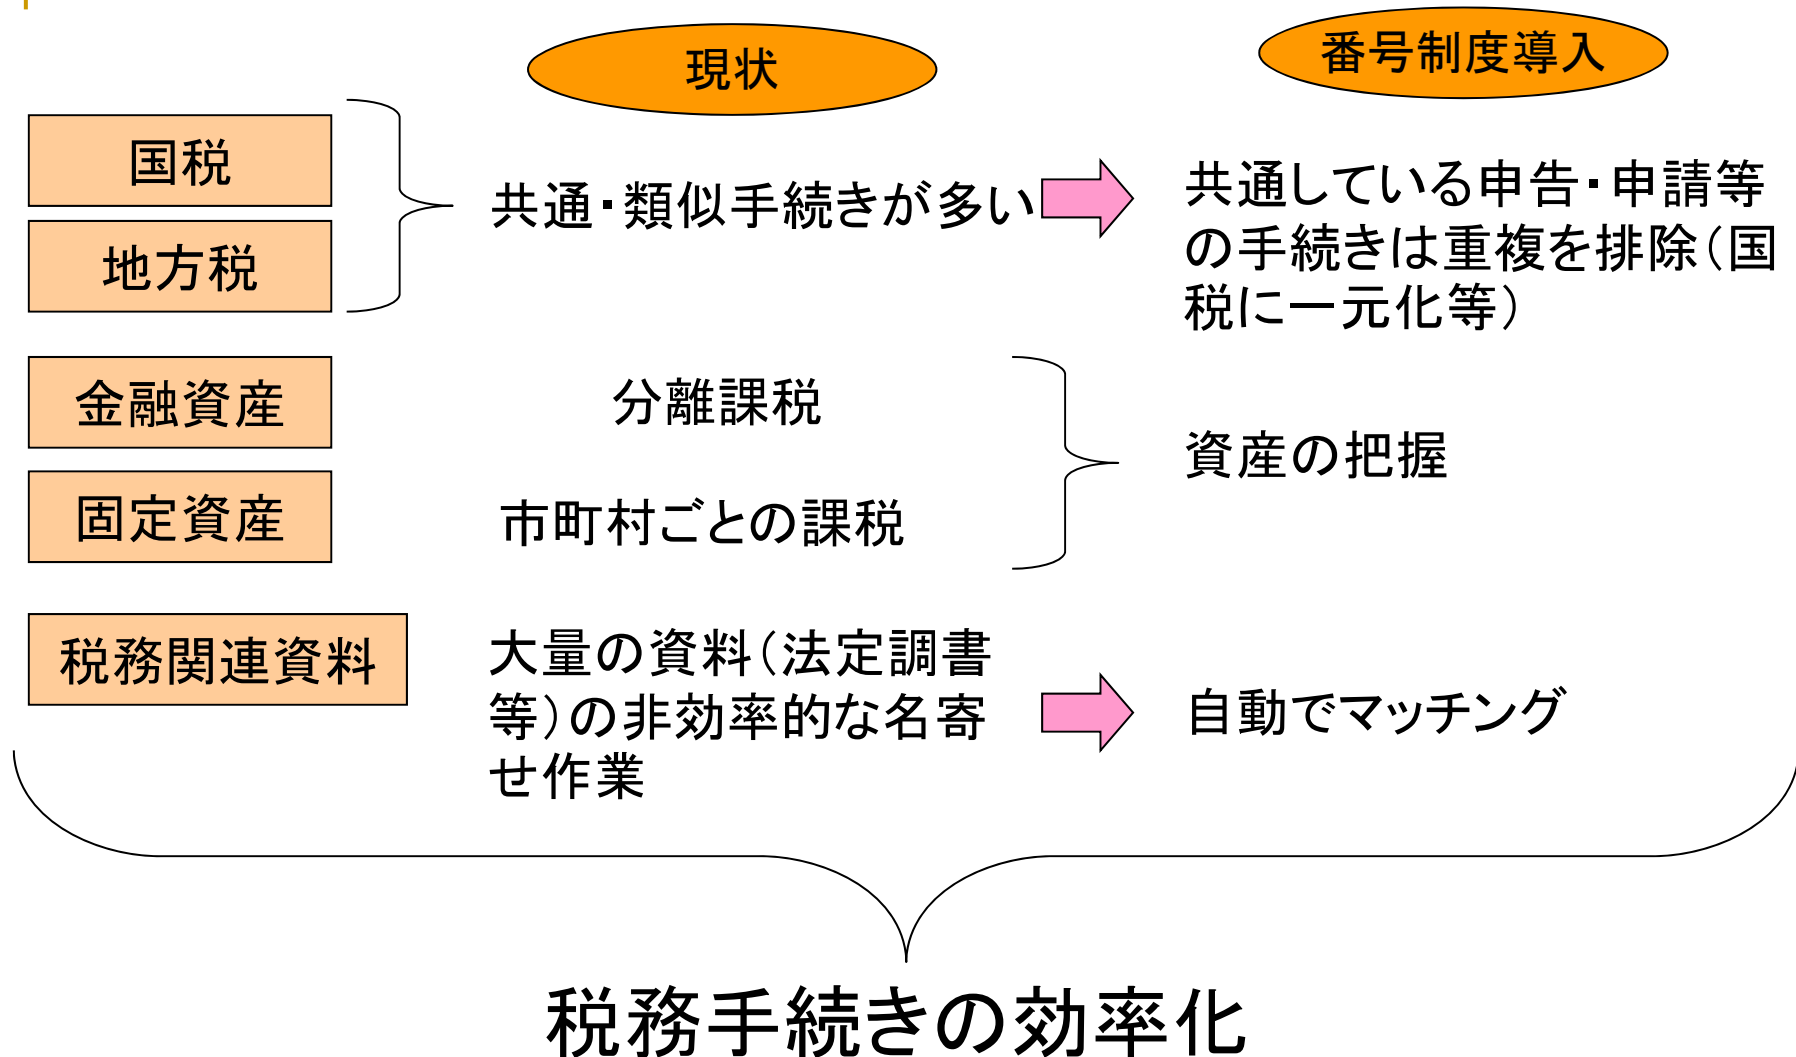 現状
番号制度導入
国税
地方税
共通・類似手続きが多い
共通している申告・申請等
の手続きは重複を排除（国
税に一元化等）
金融資産
分離課税
固定資産
市町村ごとの課税
資産の把握
税務関連資料
大量の資料（法定調書
等）の非効率的な名寄
せ作業
自動でマッチング
税務手続きの効率化